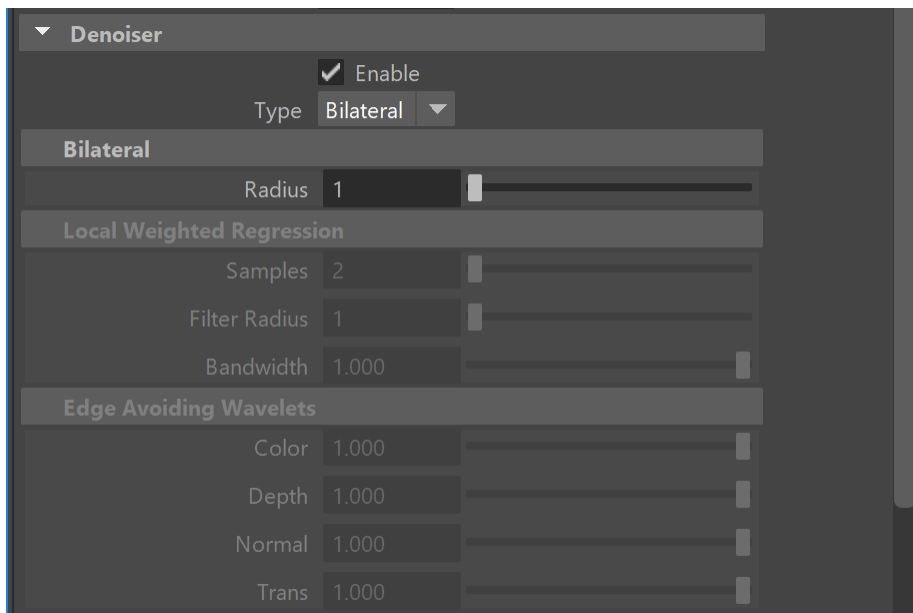 Denoiser
Enable
Type Bilateral
Bilateral
Radius 1
Local Weighted Regression
Samples 2
Filter Radius 1
Bandwidth 1.000
Edge Avoiding Wavelets
Color 1.000
Depth 1.000
Normal 1.000
Trans 1.000